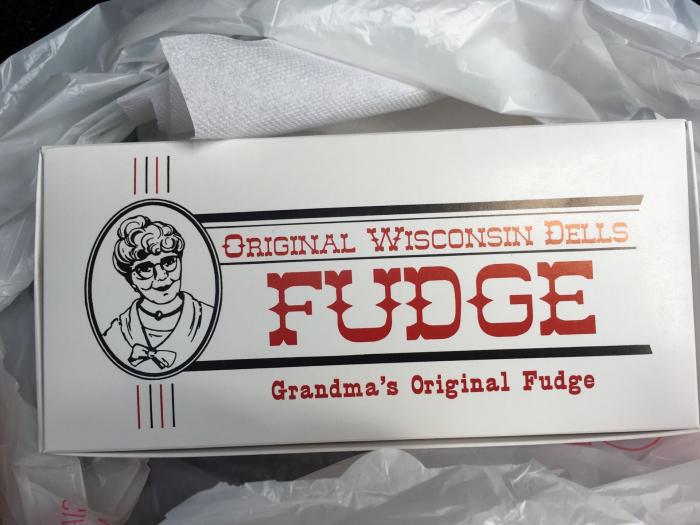 Original Wisconsin Dells
FUDGE
Grandma's Original Fudge